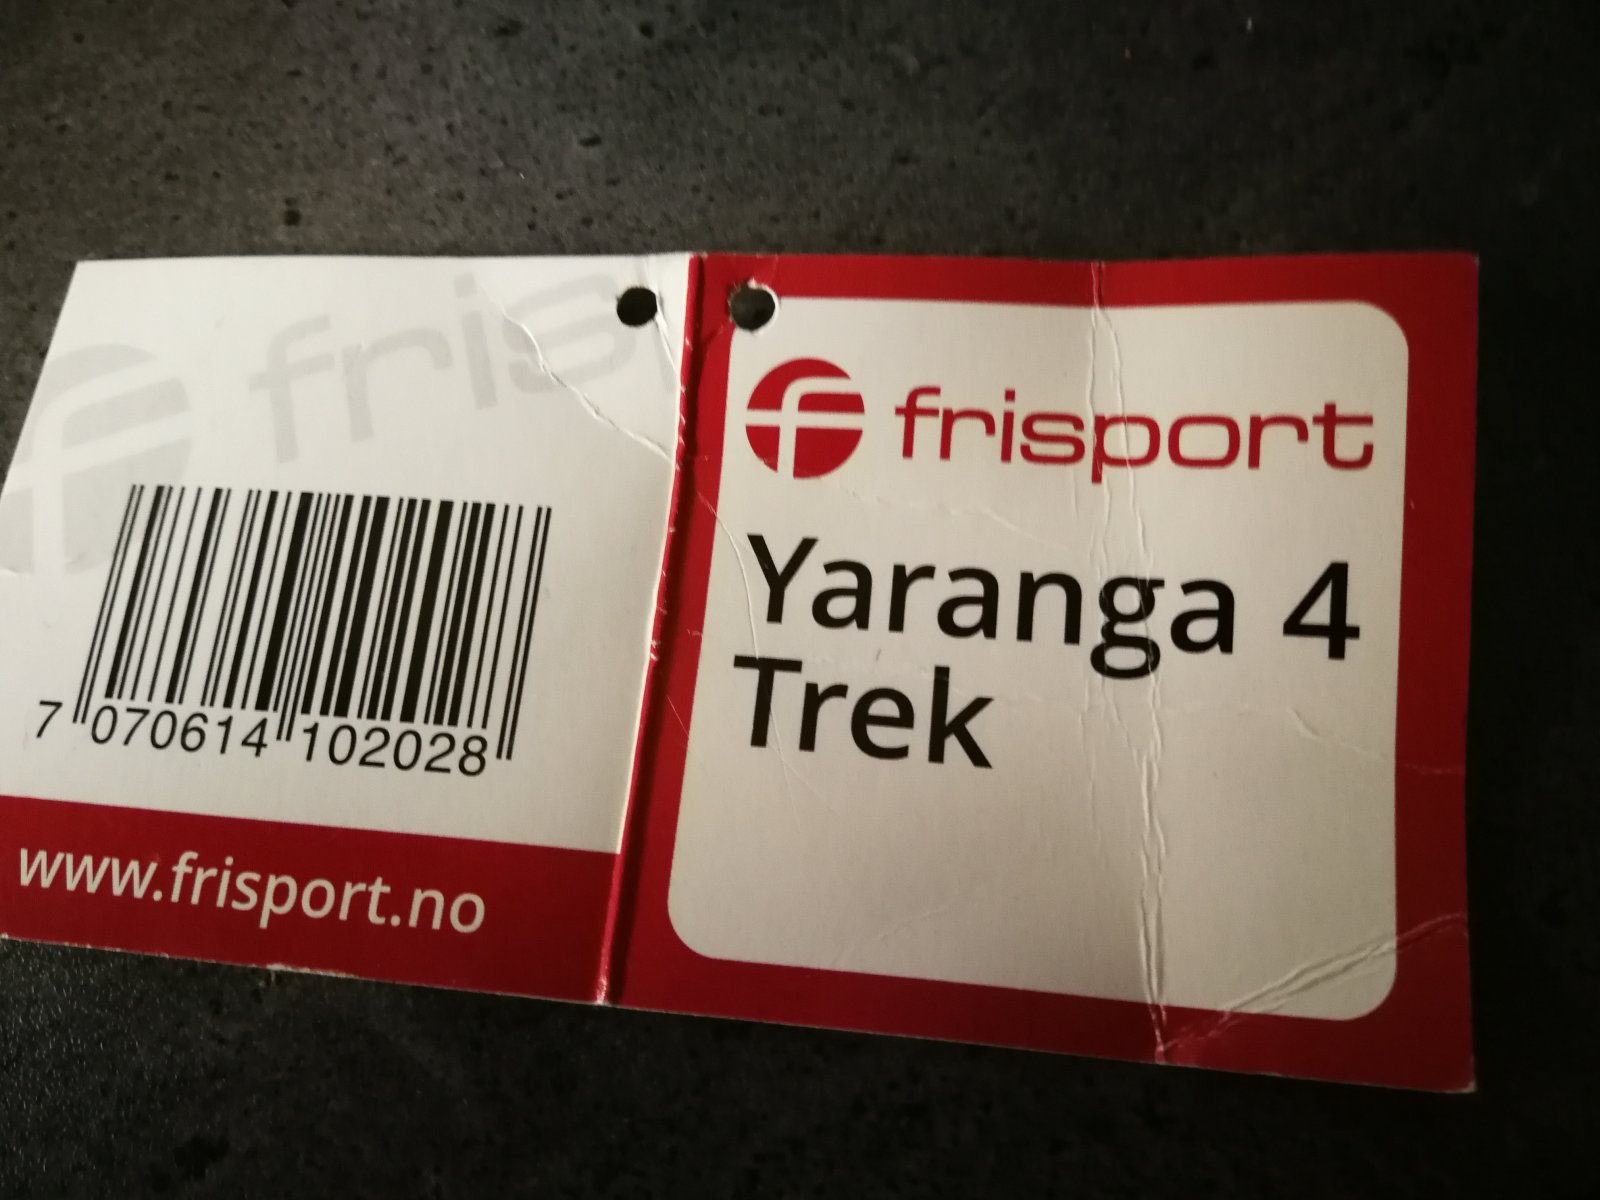 fris
7 070614 102028
www.frisport.no
frisport
Yaranga 4
Trek